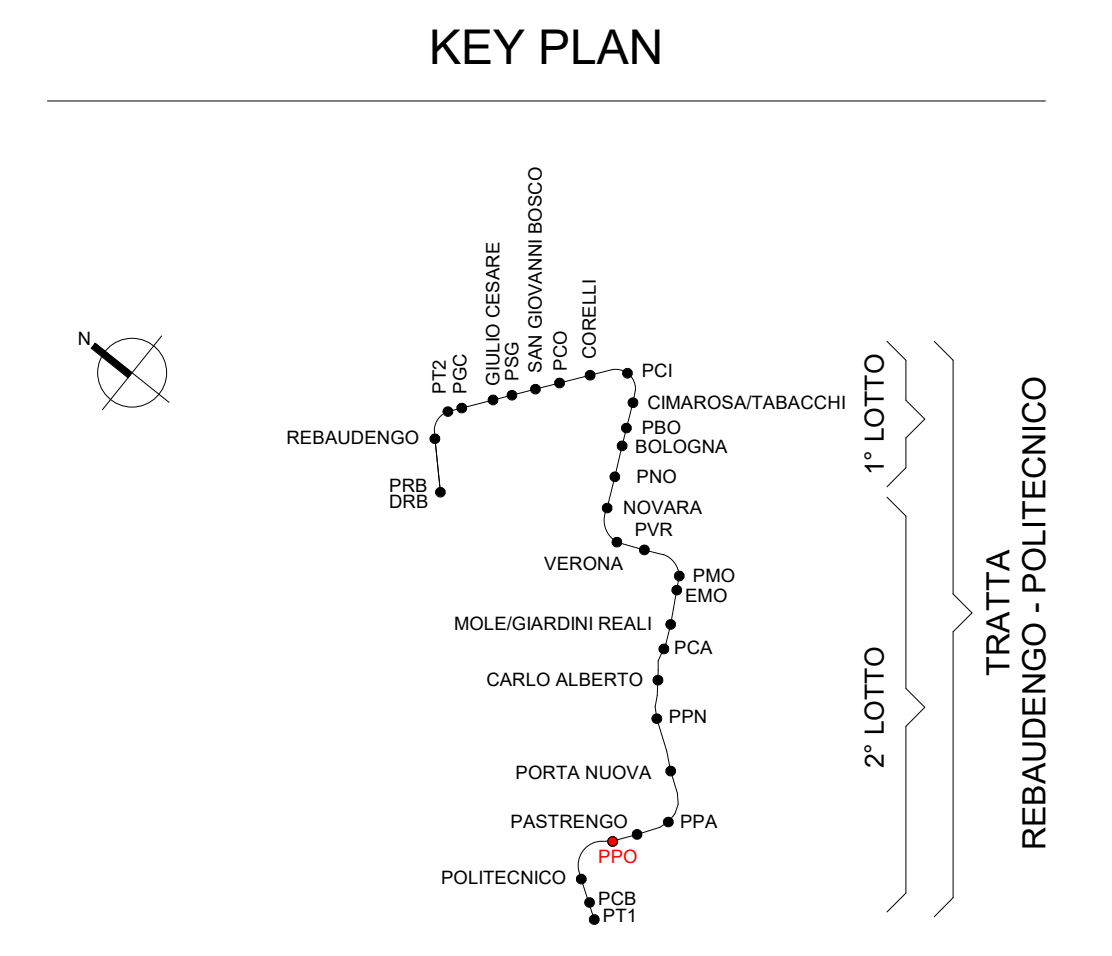 KEY PLAN
N
PT2
PGC
GIULIO CESARE
PSG
SAN GIOVANNI BOSCO
PCO
CORELLI
PCI
CIMAROSA/TABACCHI
REBAUDENGO
PBO
BOLOGNA
PRB
DRB
PNO
NOVARA
PVR
VERONA
PMO
EMO
MOLE/GIARDINI REALI
PCA
CARLO ALBERTO
PPN
PORTA NUOVA
PASTRENGO
PPA
PPO
POLITECNICO
PCB
PT1
1° LOTTO
2° LOTTO
TRATTA
REBAUDENGO - POLITECNICO